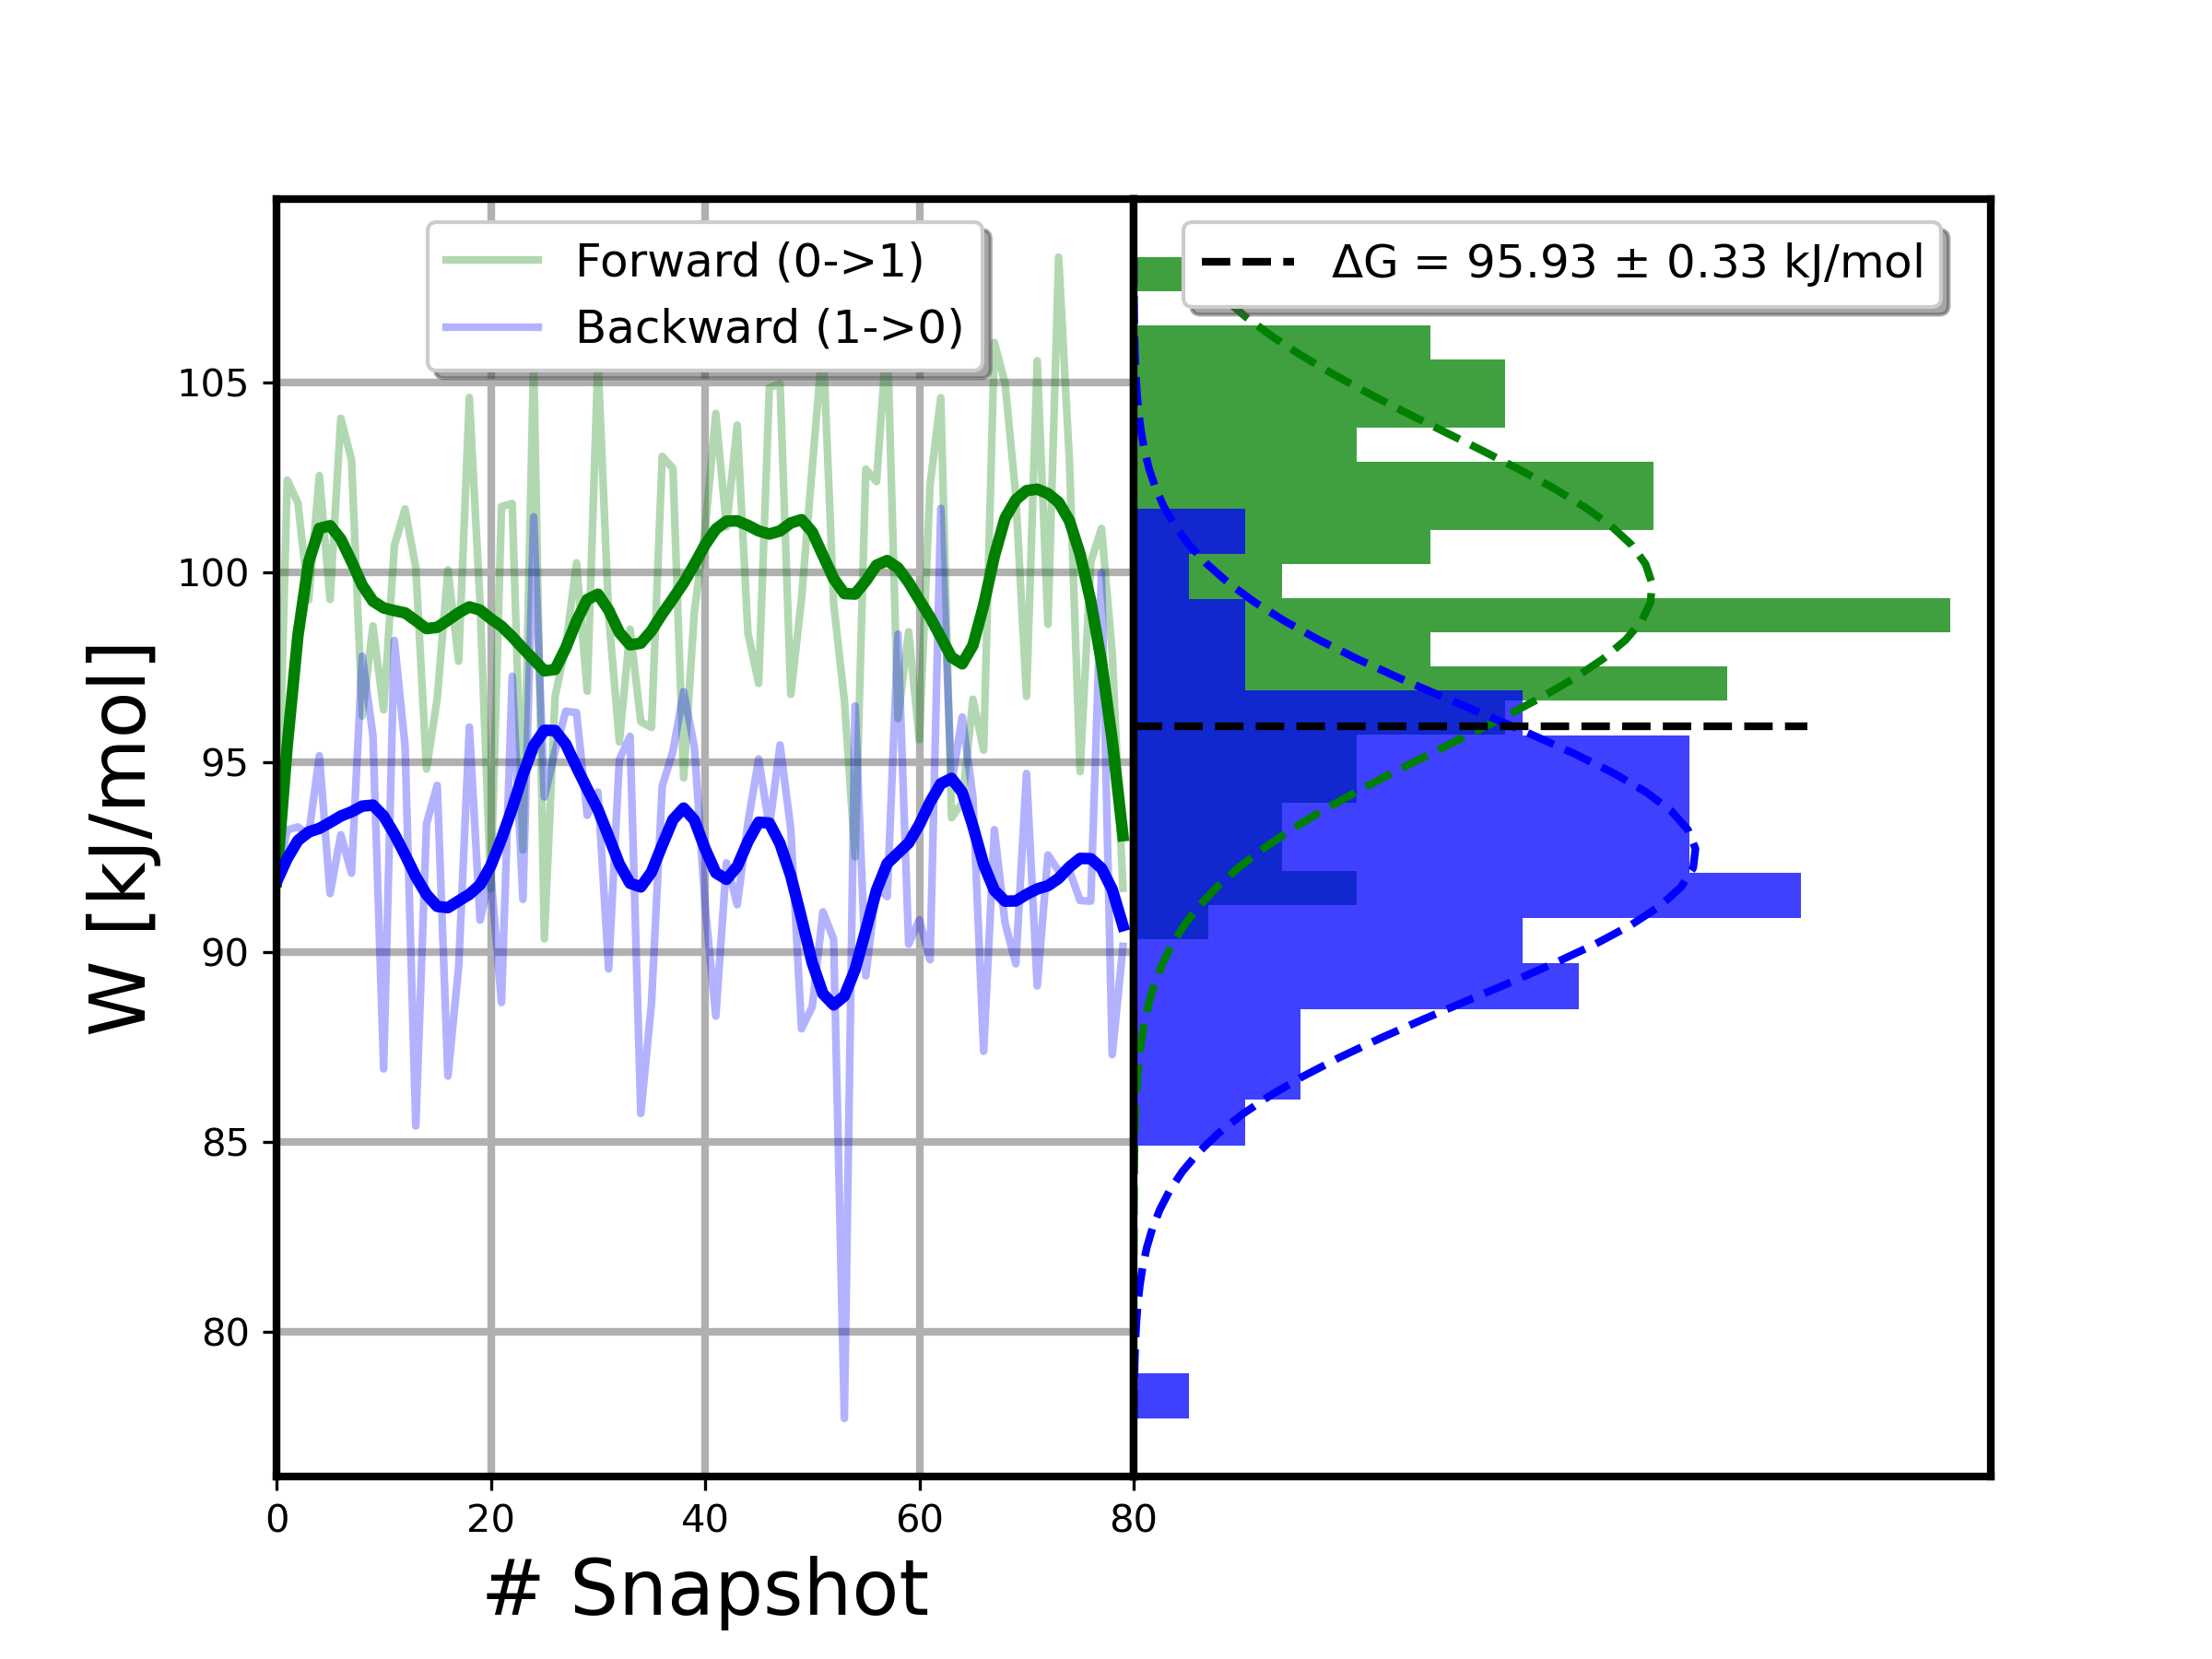 Forward (0->1)
Backward (1->0)
ΔG = 95.93 ± 0.33 kJ/mol
W [kJ/mol]
105
100
95
90
85
80
0 20 40 60 80
# Snapshot